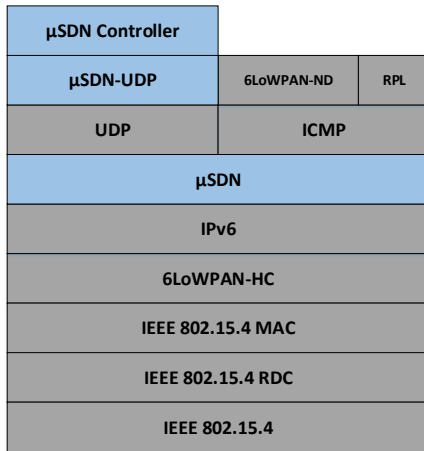 µSDN Controller
µSDN-UDP 6LoWPAN-ND RPL
UDP ICMP
µSDN
IPv6
6LoWPAN-HC
IEEE 802.15.4 MAC
IEEE 802.15.4 RDC
IEEE 802.15.4